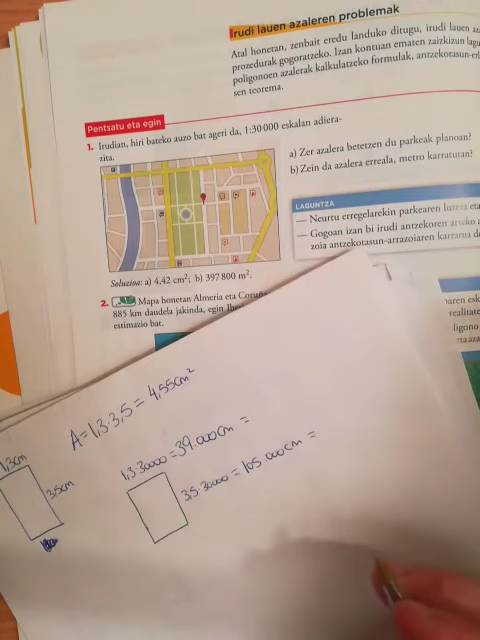 Irudi lauen azaleren problemak
Atal honetan, zenbait eredu landuko ditugu, irudi lauen
prozedurak gogoratzeko. Izan kontuan ematen zaizkizun
poligonoen azalerak kalkulatzeko formulak,
sen teorema.
Pentsatu eta egin
1. Irudian, hiri bateko auzo bat ageri da, 1:30 000 eskalan adiera-
zita.
a) Zer azalera betetzen du parkeak planoan?
b) Zein da azalera erreala, metro karratutan?
LAGUNTZA
— Neurtu erregelarekin parkearen luzera eta
— Gogoan izan bi irudi antzekoren arteko
zoia antzekotasun-arrazoiaren karratua
Soluzioa: a) 4,42 cm²; b) 397 800 m².
2. Mapa honetan Almeria eta
885 km daudela jakinda, egin
estimazio bat.
realitate
A = 1,3 · 3,5 = 4,55 cm²
1,3cm
3,5cm
1,3 · 30000 = 39.000cm =
3,5 · 30000 = 105.000cm =